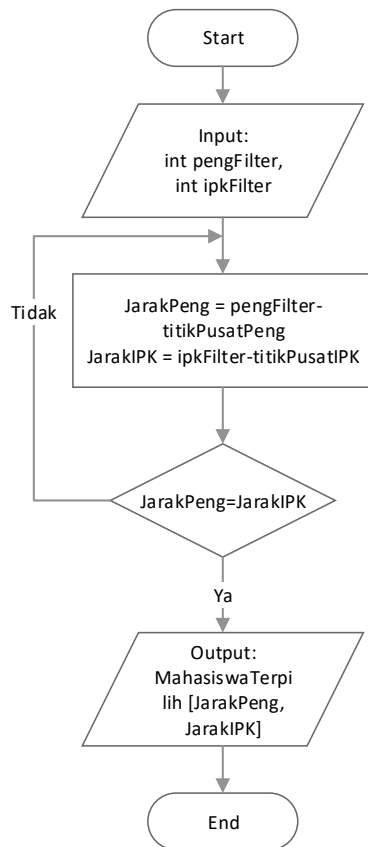 Start
Input:
int pengFilter,
int ipkFilter
Tidak
JarakPeng = pengFilter-
titikPusatPeng
JarakIPK = ipkFilter-titikPusatIPK
JarakPeng=JarakIPK
Ya
Output:
MahasiswaTerpi
lih [JarakPeng,
JarakIPK]
End